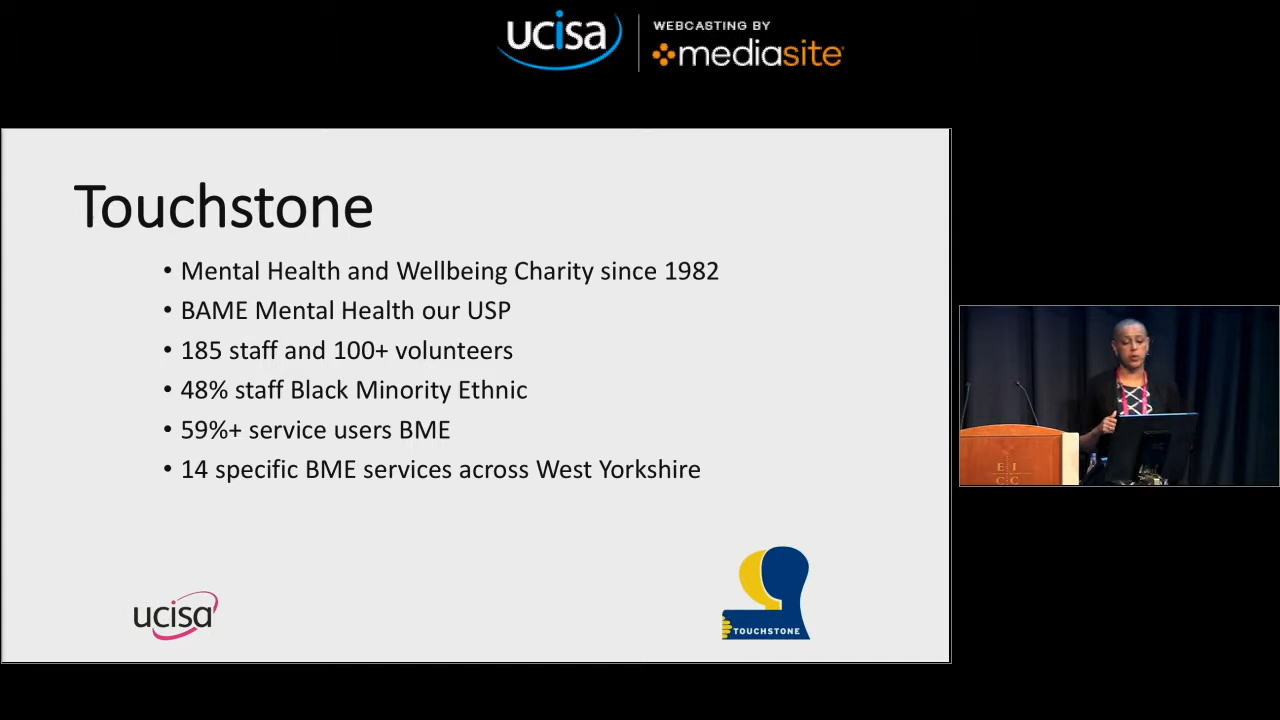 ucisa
WEBCASTING BY
mediasite
Touchstone
• Mental Health and Wellbeing Charity since 1982
• BAME Mental Health our USP
• 185 staff and 100+ volunteers
• 48% staff Black Minority Ethnic
• 59%+ service users BME
• 14 specific BME services across West Yorkshire
ucisa
TOUCHSTONE
E I
C C